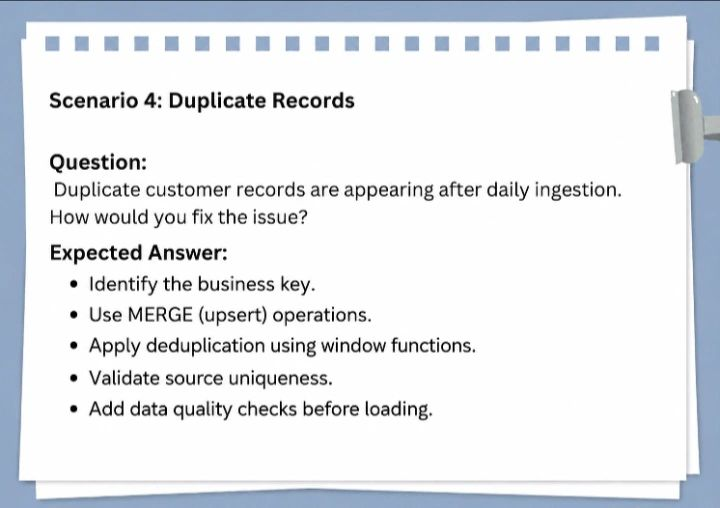 Scenario 4: Duplicate Records
Question:
Duplicate customer records are appearing after daily ingestion.
How would you fix the issue?
Expected Answer:
• Identify the business key.
• Use MERGE (upsert) operations.
• Apply deduplication using window functions.
• Validate source uniqueness.
• Add data quality checks before loading.